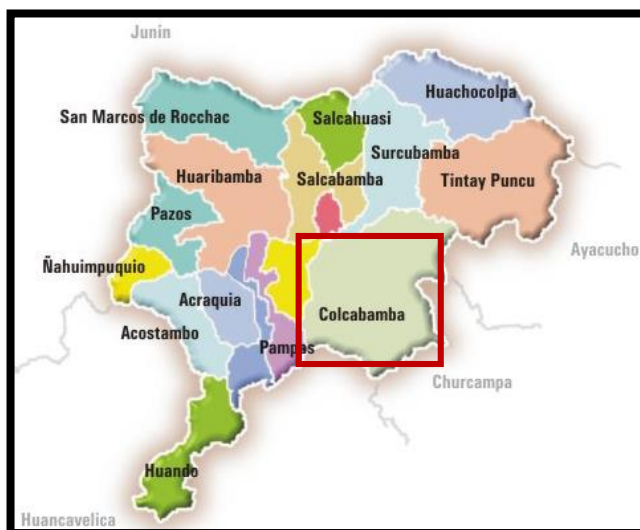 Junin
Huachocolpa
San Marcos de Rocchac
Salcahuasi
Surcubamba
Huaribamba
Salcabamba
Tintay Puncu
Pazos
Ayacucho
Ñahuimpuquio
Acraquia
Colcabamba
Acostambo
Pampas
Churcampa
Huando
Huancavelica